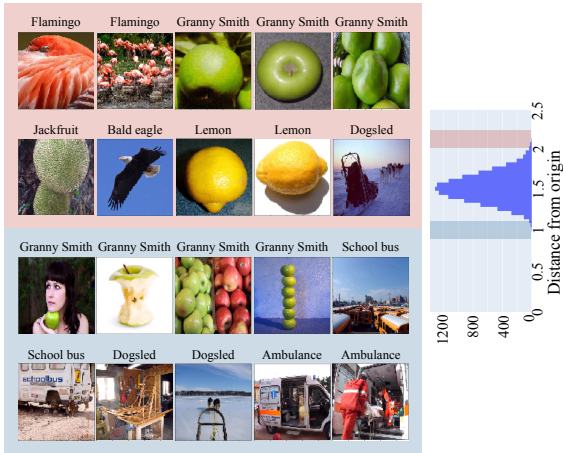 Flamingo Flamingo Granny Smith Granny Smith Granny Smith
Jackfruit Bald eagle Lemon Lemon Dogsled
Granny Smith Granny Smith Granny Smith Granny Smith School bus
School bus Dogsled Dogsled Ambulance Ambulance
schoolbus
2.5
2
1.5
1
0.5
0
Distance from origin
1200
800
400
0